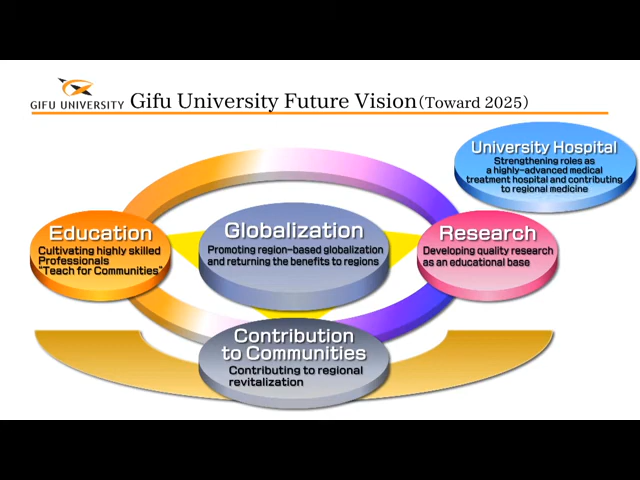 GIFU UNIVERSITY
Gifu University Future Vision(Toward 2025)
University Hospital
Strengthening roles as
a highly-advanced medical
treatment hospital and contributing
to regional medicine
Education
Cultivating highly skilled
Professionals
"Teach for Communities"
Globalization
Promoting region-based globalization
and returning the benefits to regions
Research
Developing quality research
as an educational base
Contribution
to Communities
Contributing to regional
revitalization